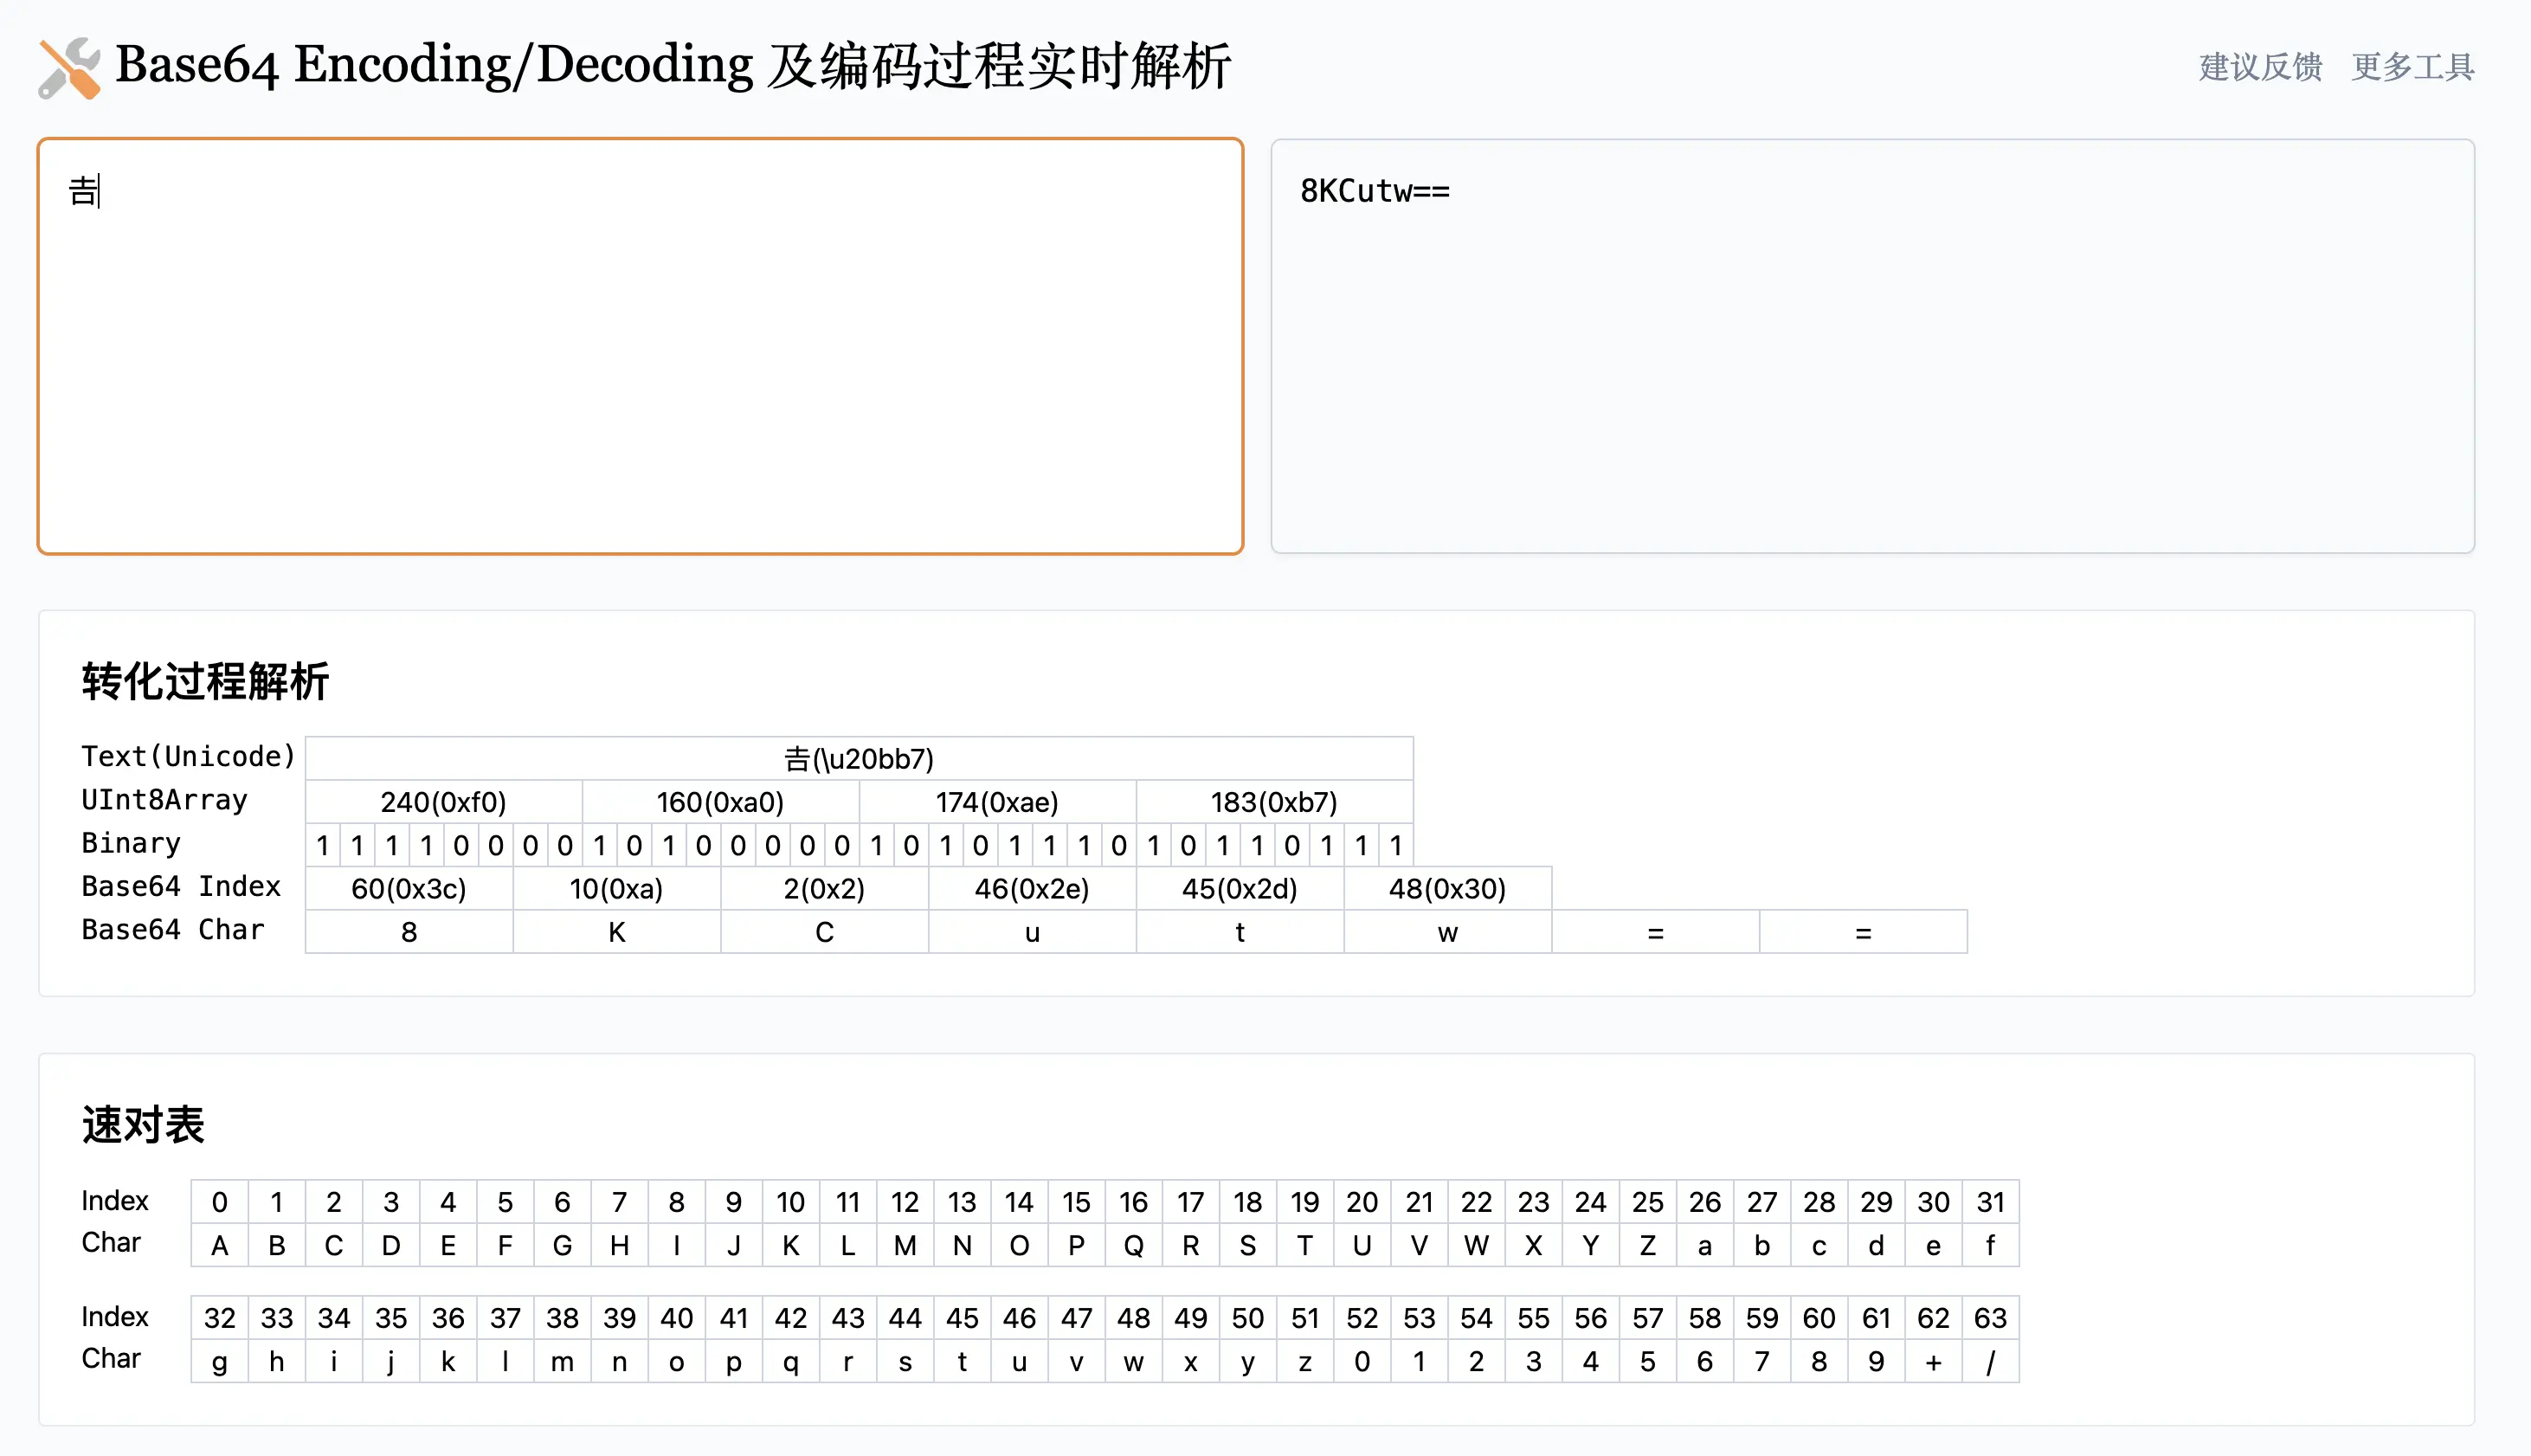 Base64 Encoding/Decoding 及编码过程实时解析
建议反馈 更多工具
𠮷
8KCutw==
转化过程解析
Text(Unicode) 𠮷(\u20bb7)
UInt8Array 240(0xf0) 160(0xa0) 174(0xae) 183(0xb7)
Binary 1 1 1 1 0 0 0 0 1 0 1 0 0 0 0 0 1 0 1 0 1 1 1 0 1 0 1 1 0 1 1 1
Base64 Index 60(0x3c) 10(0xa) 2(0x2) 46(0x2e) 45(0x2d) 48(0x30)
Base64 Char 8 K C u t w = =
速对表
Index 0 1 2 3 4 5 6 7 8 9 10 11 12 13 14 15 16 17 18 19 20 21 22 23 24 25 26 27 28 29 30 31
Char A B C D E F G H I J K L M N O P Q R S T U V W X Y Z a b c d e f
Index 32 33 34 35 36 37 38 39 40 41 42 43 44 45 46 47 48 49 50 51 52 53 54 55 56 57 58 59 60 61 62 63
Char g h i j k l m n o p q r s t u v w x y z 0 1 2 3 4 5 6 7 8 9 + /